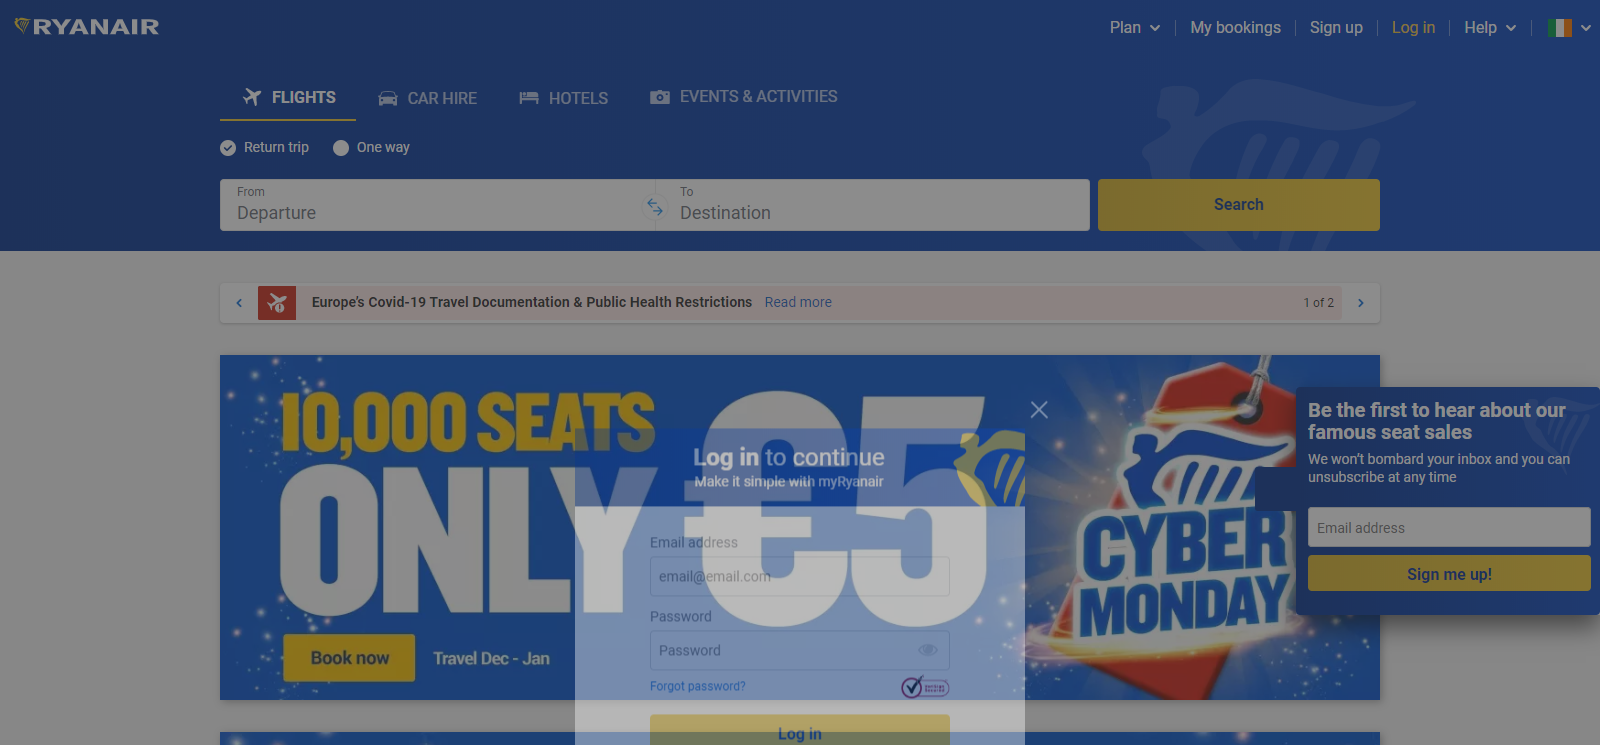 RYANAIR
Plan
My bookings
Sign up
Log in
Help
FLIGHTS
CAR HIRE
HOTELS
EVENTS & ACTIVITIES
Return trip
One way
From
Departure
To
Destination
Search
Europe's Covid-19 Travel Documentation & Public Health Restrictions
Read more
1 of 2
10,000 SEATS
ONLY €5
Book now
Travel Dec - Jan
CYBER
MONDAY
Log in to continue
Make it simple with myRyanair
Email address
email@email.com
Password
Password
Forgot password?
Log in
Be the first to hear about our
famous seat sales
We won't bombard your inbox and you can
unsubscribe at any time
Email address
Sign me up!